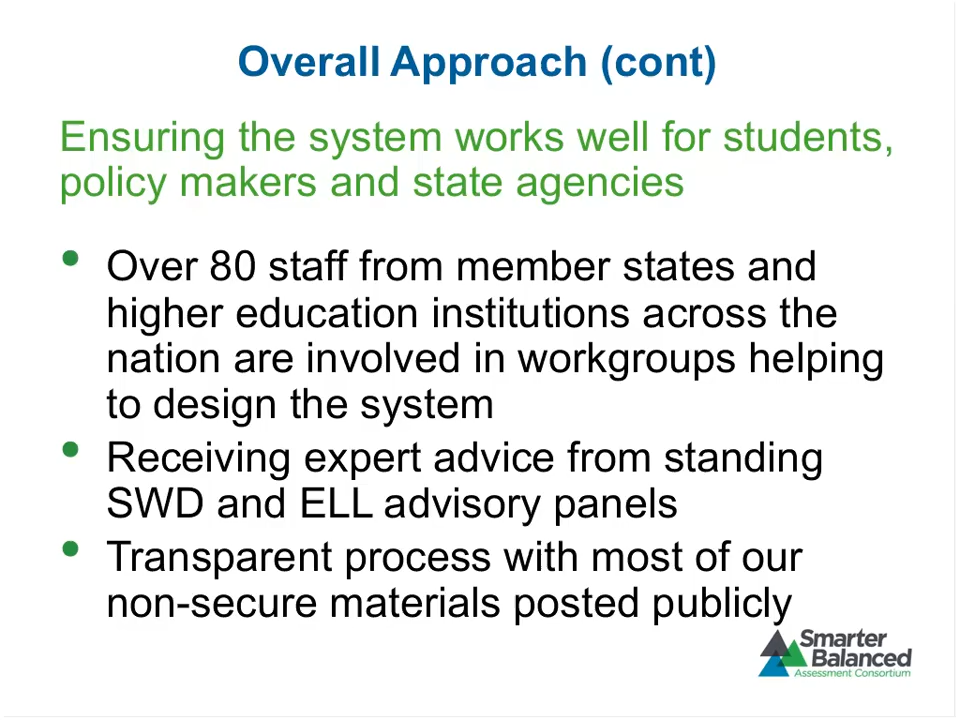 Overall Approach (cont)
Ensuring the system works well for students,
policy makers and state agencies
• Over 80 staff from member states and
higher education institutions across the
nation are involved in workgroups helping
to design the system
• Receiving expert advice from standing
SWD and ELL advisory panels
• Transparent process with most of our
non-secure materials posted publicly
Smarter
Balanced
Assessment Consortium